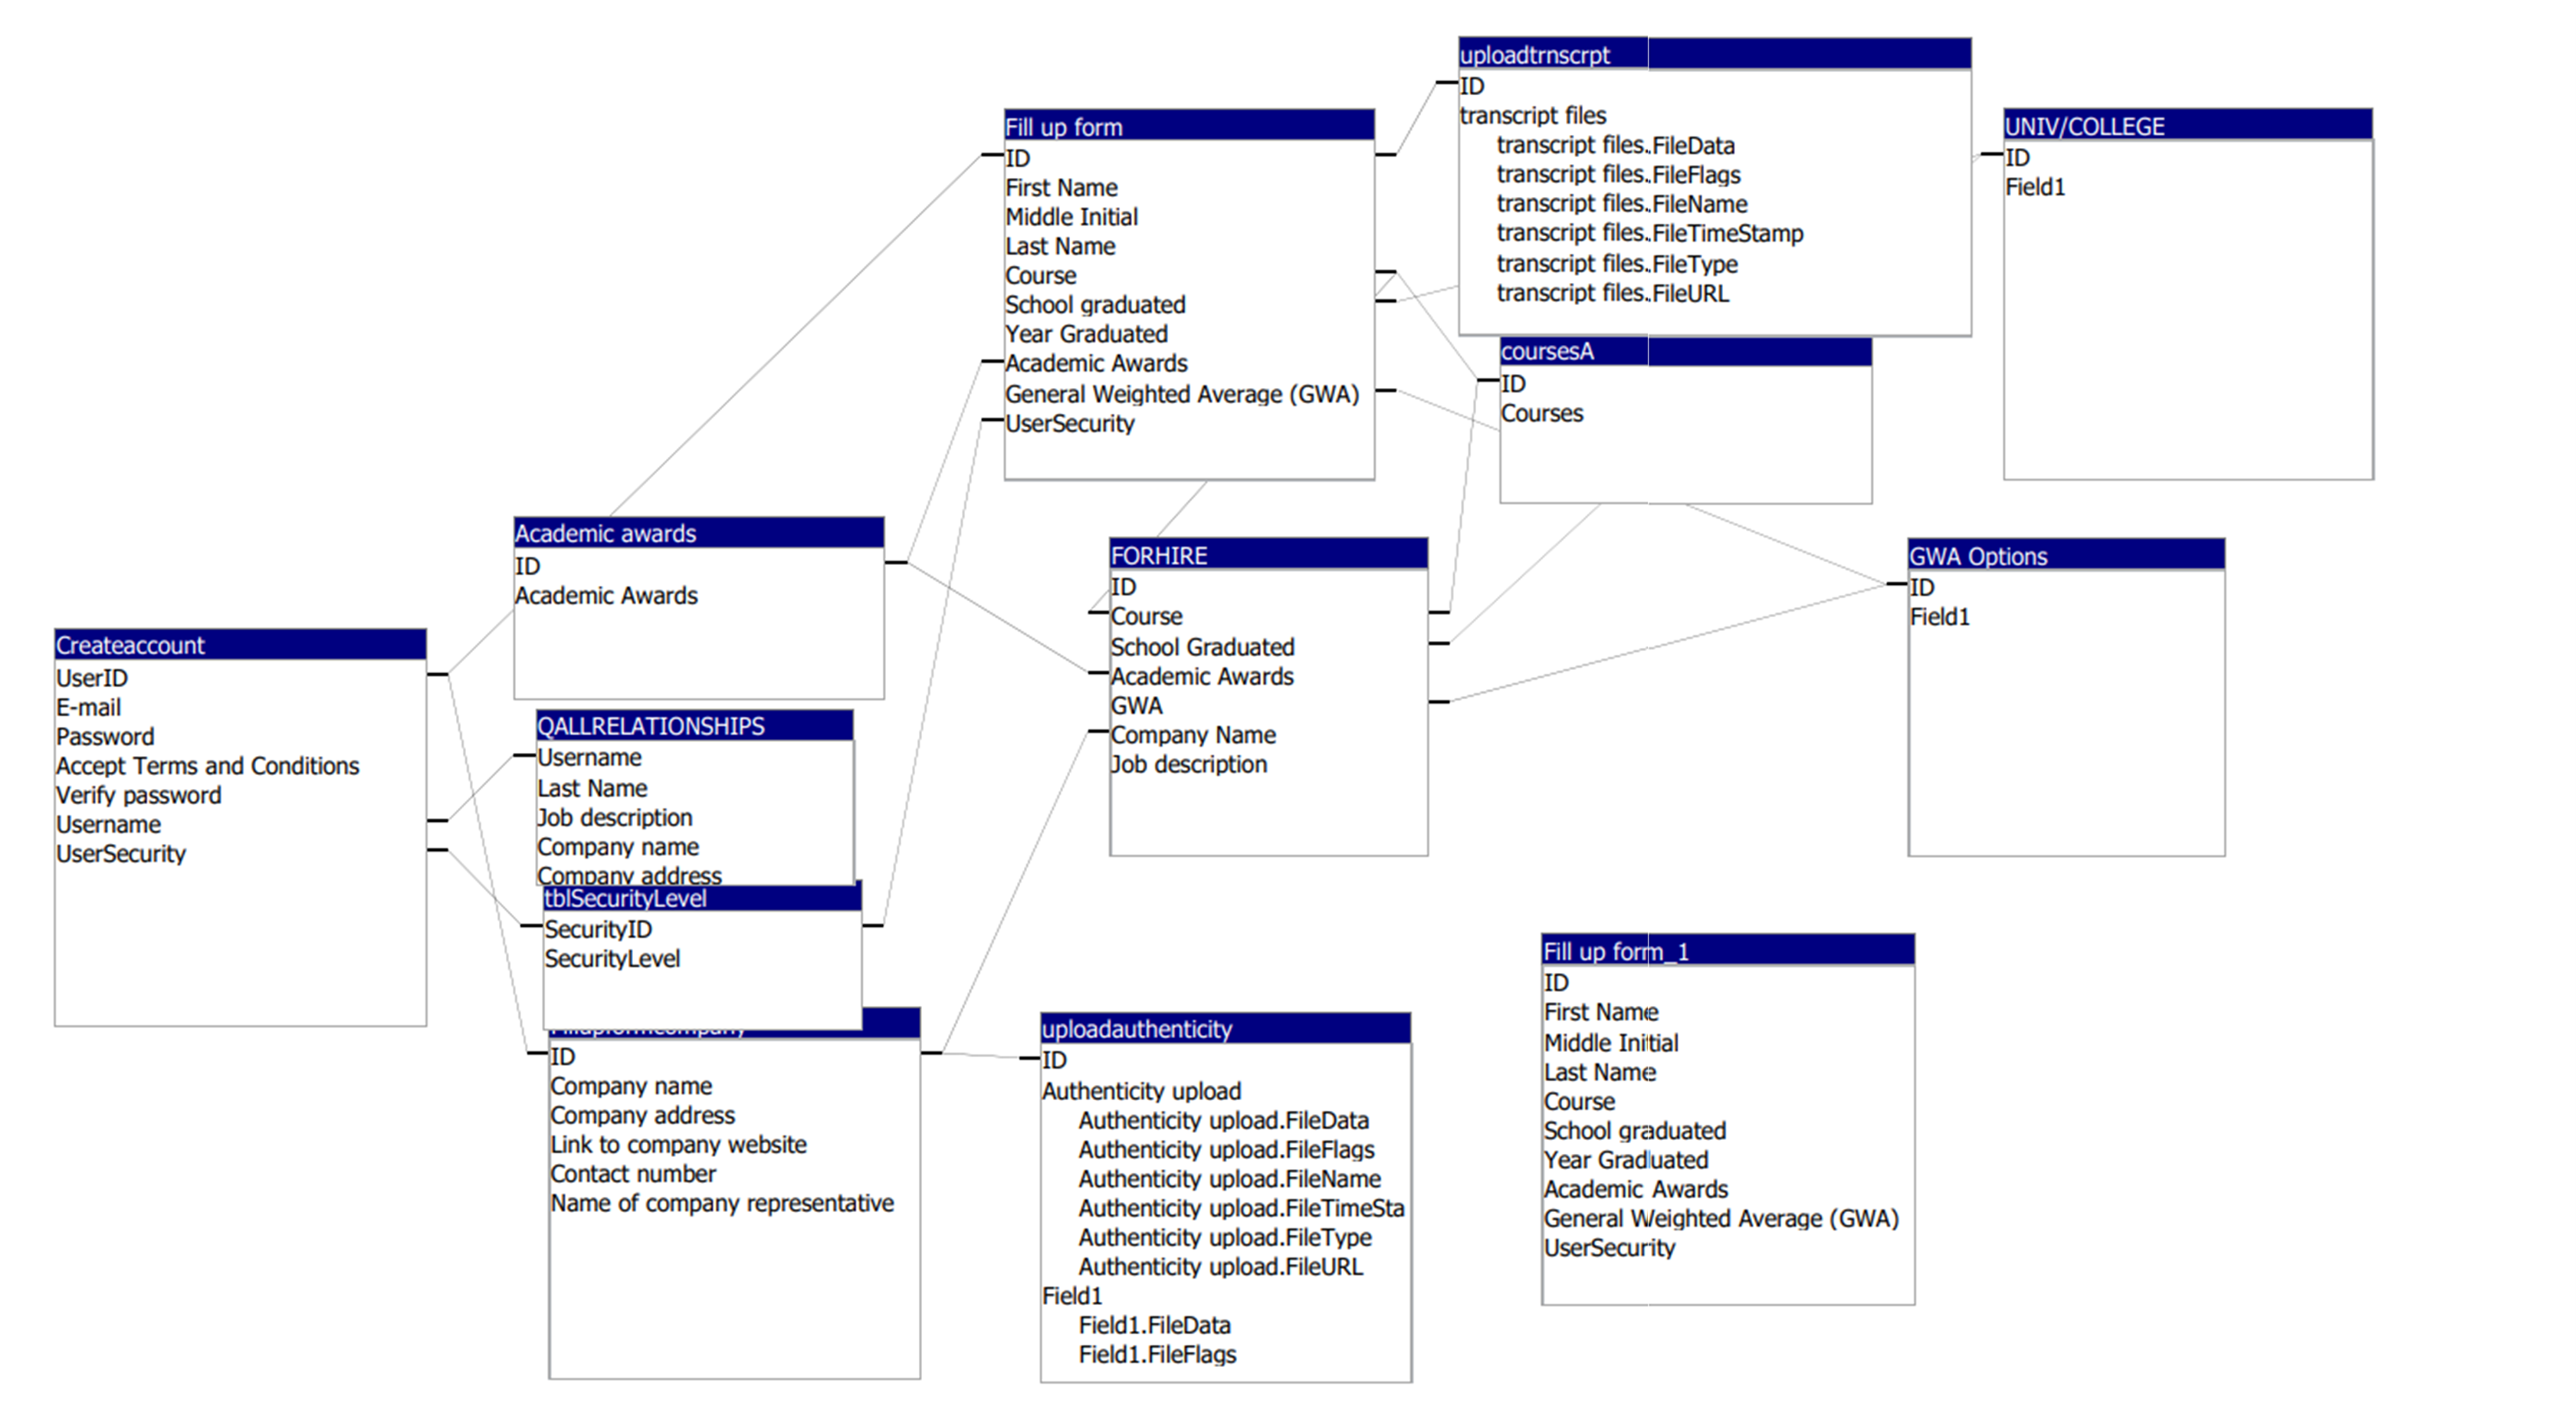 uploadtrnscrpt
ID
transcript files
transcript files.FileData
transcript files.FileFlags
transcript files.FileName
transcript files.FileTimeStamp
transcript files.FileType
transcript files.FileURL
UNIV/COLLEGE
ID
Field1
Fill up form
ID
First Name
Middle Initial
Last Name
Course
School graduated
Year Graduated
Academic Awards
General Weighted Average (GWA)
UserSecurity
coursesA
ID
Courses
Academic awards
ID
Academic Awards
FORHIRE
ID
Course
School Graduated
Academic Awards
GWA
Company Name
Job description
GWA Options
ID
Field1
Createaccount
UserID
E-mail
Password
Accept Terms and Conditions
Verify password
Username
UserSecurity
QALLRELATIONSHIPS
Username
Last Name
Job description
Company name
Company address
tblSecurityLevel
SecurityID
SecurityLevel
ID
Company name
Company address
Link to company website
Contact number
Name of company representative
uploadauthenticity
ID
Authenticity upload
Authenticity upload.FileData
Authenticity upload.FileFlags
Authenticity upload.FileName
Authenticity upload.FileTimeSta
Authenticity upload.FileType
Authenticity upload.FileURL
Field1
Field1.FileData
Field1.FileFlags
Fill up form_1
ID
First Name
Middle Initial
Last Name
Course
School graduated
Year Graduated
Academic Awards
General Weighted Average (GWA)
UserSecurity